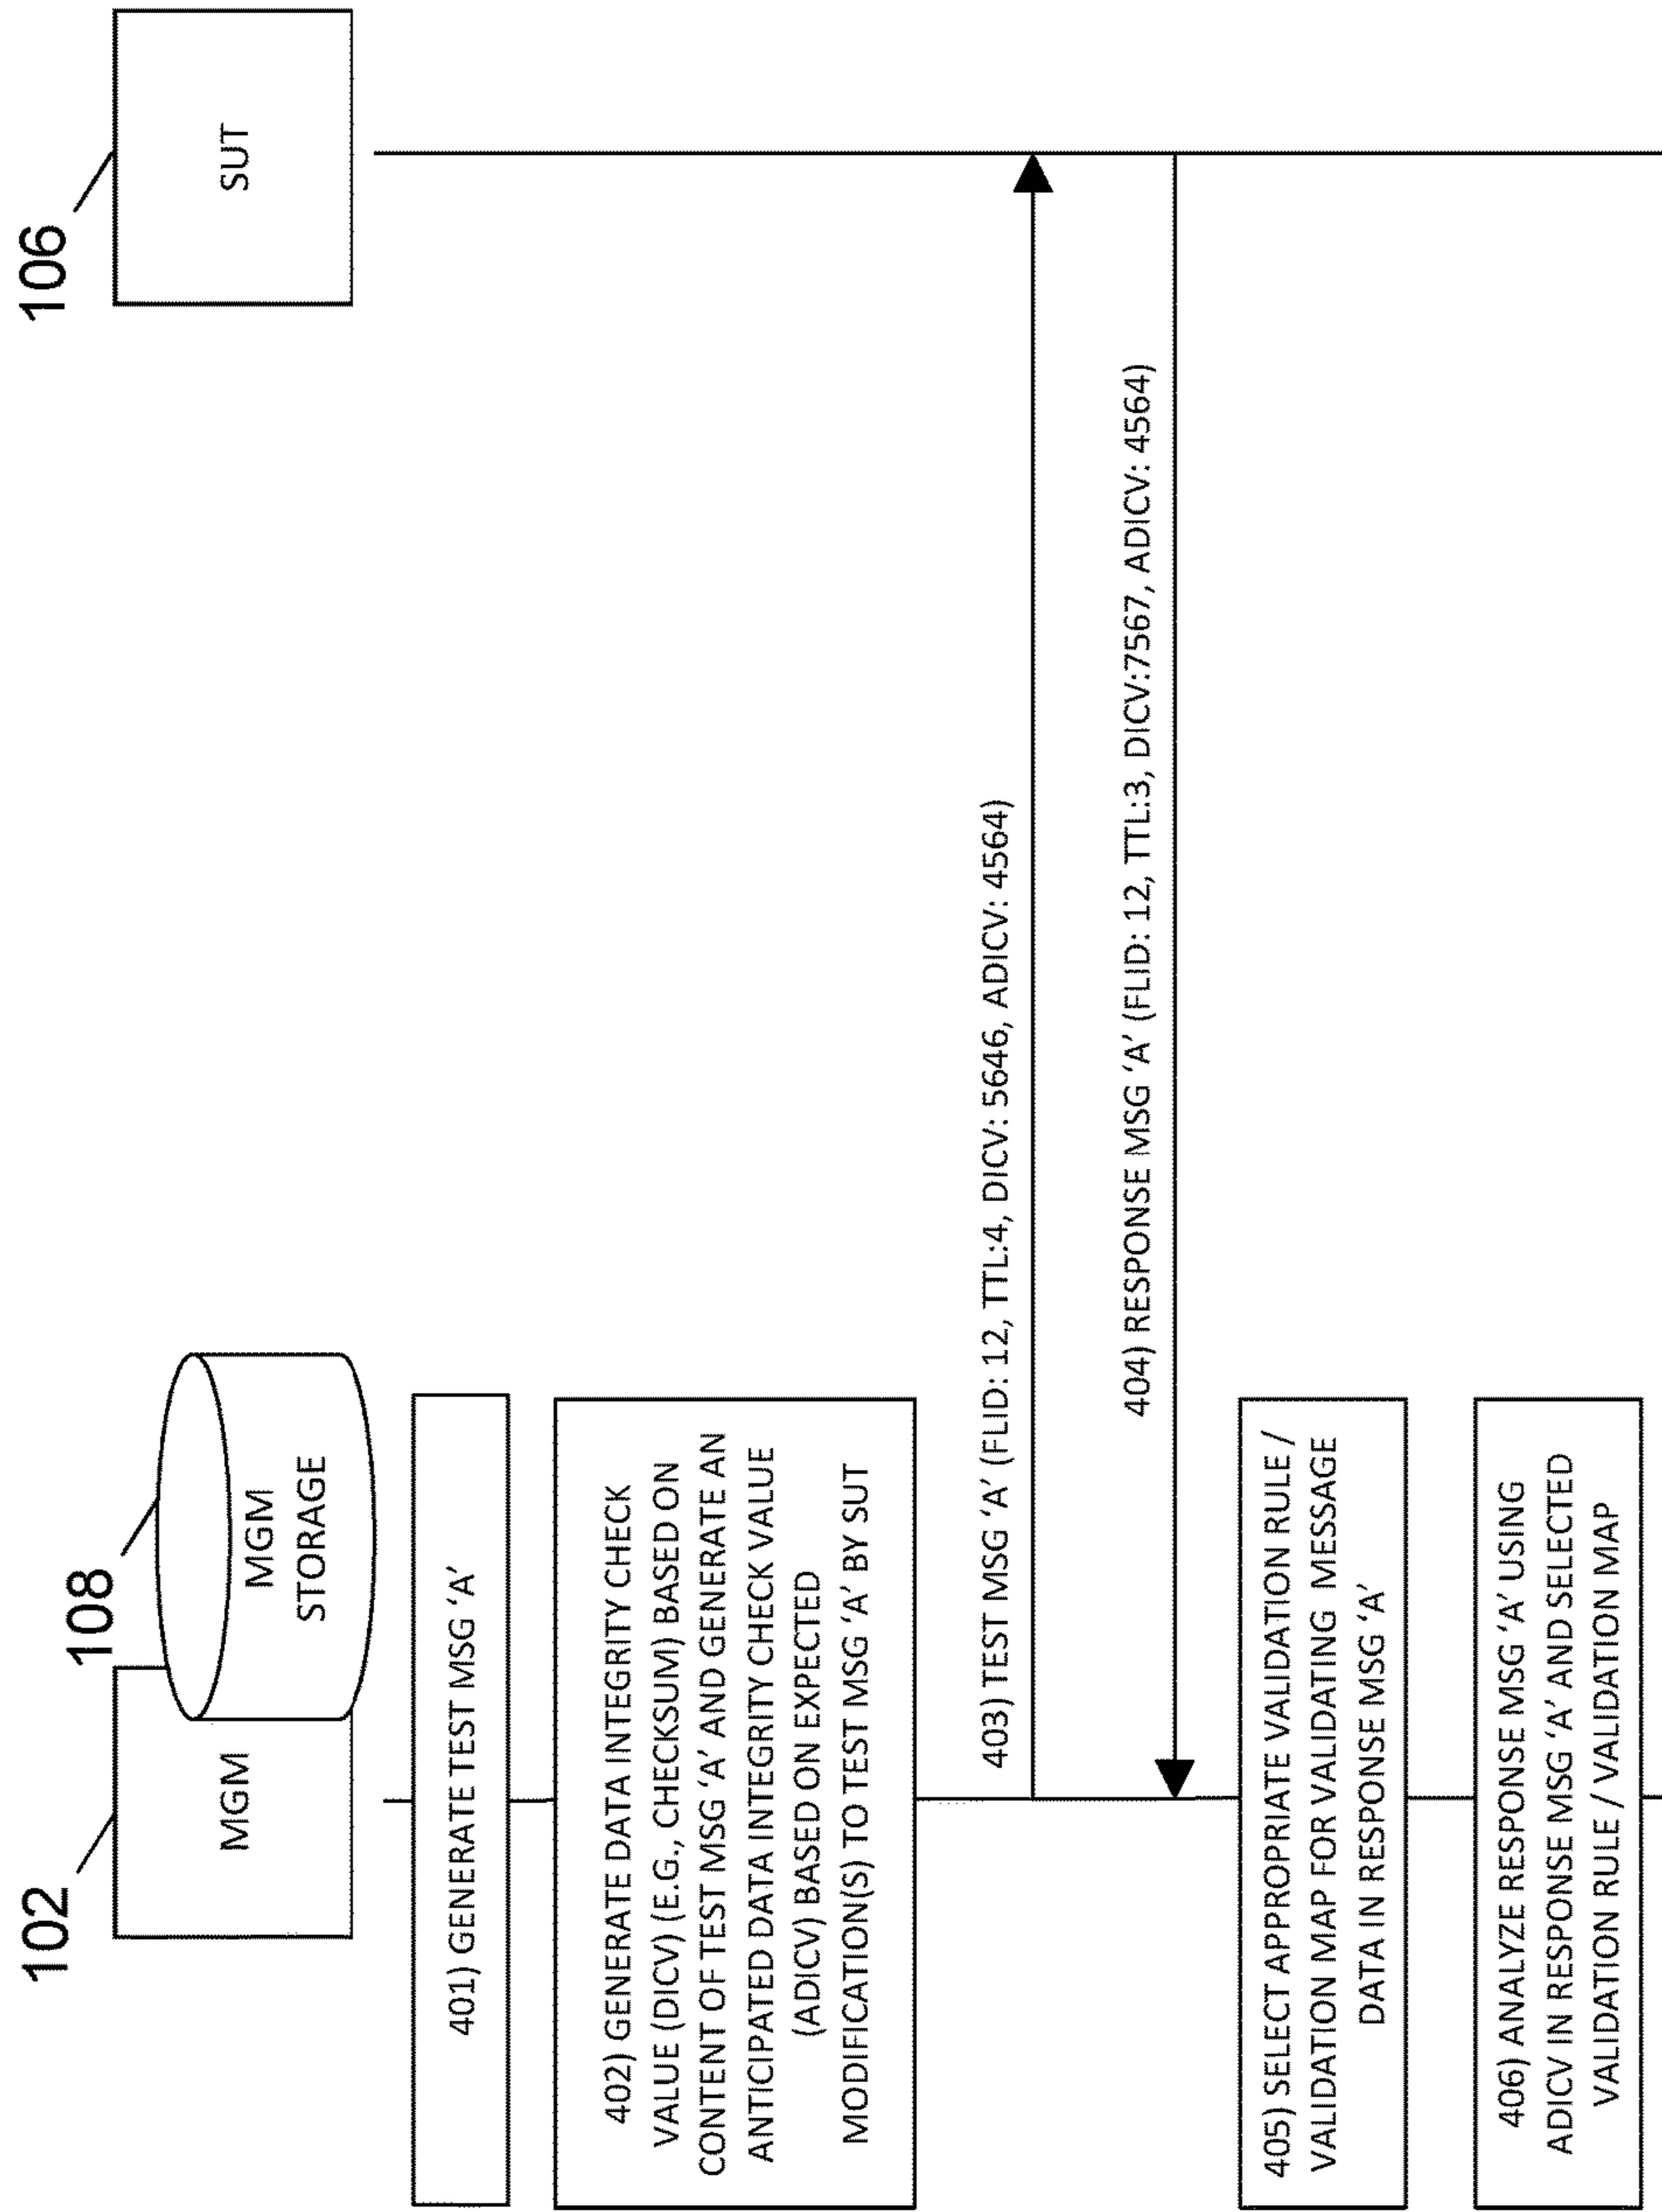 102
108
106
MGM
MGM
STORAGE
SUT
401) GENERATE TEST MSG ‘A’
402) GENERATE DATA INTEGRITY CHECK
VALUE (DICV) (E.G., CHECKSUM) BASED ON
CONTENT OF TEST MSG ‘A’ AND GENERATE AN
ANTICIPATED DATA INTEGRITY CHECK VALUE
(ADICV) BASED ON EXPECTED
MODIFICATION(S) TO TEST MSG ‘A’ BY SUT
403) TEST MSG ‘A’ (FLID: 12, TTL:4, DICV: 5646, ADICV: 4564)
404) RESPONSE MSG ‘A’ (FLID: 12, TTL:3, DICV:7567, ADICV: 4564)
405) SELECT APPROPRIATE VALIDATION RULE /
VALIDATION MAP FOR VALIDATING MESSAGE
DATA IN RESPONSE MSG ‘A’
406) ANALYZE RESPONSE MSG ‘A’ USING
ADICV IN RESPONSE MSG ‘A’ AND SELECTED
VALIDATION RULE / VALIDATION MAP